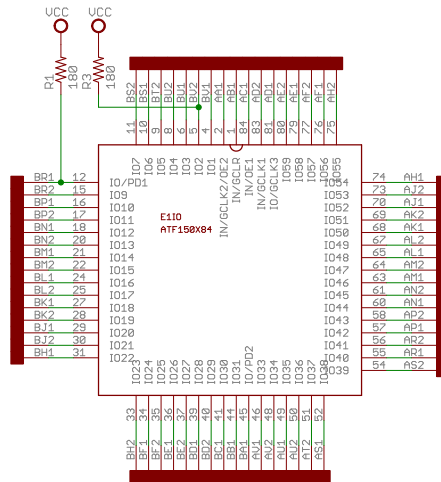 VCC VCC
R1 180
R3 180
BS2 BS1 BT2 BU2 BU1 BV2 BV1 AA1 AB1 AC1 AD2 AD1 AE2 AE1 AF2 AF1 AH2
11 10 9 8 6 5 4 2 1 84 83 81 80 79 77 76 75
IO7 IO6 IO5 IO4 IO3 IO2 IO1 IN/GCLK2/OE2 IN/GCLR IN/OE1 IN/GCLK1 IO/GCLK3 IO59 IO58 IO57 IO56 IO55
BR1 12 IO/PD1 IO54 74 AH1
BR2 15 IO9 IO53 73 AJ2
BP1 16 IO10 IO52 70 AJ1
BP2 17 IO11 IO51 69 AK2
BN1 18 IO12 IO50 68 AK1
BN2 20 IO13 IO49 67 AL2
BM1 21 IO14 IO48 65 AL1
BM2 22 IO15 IO47 64 AM2
BL1 24 IO16 IO46 63 AM1
BL2 25 IO17 IO45 61 AN2
BK1 27 IO18 IO44 60 AN1
BK2 28 IO19 IO43 58 AP2
BJ1 29 IO20 IO42 57 AP1
BJ2 30 IO21 IO41 56 AR2
BH1 31 IO22 IO40 55 AR1
IO39 54 AS2
E1IO
ATF150X84
IO23 IO24 IO25 IO26 IO27 IO28 IO29 IO30 IO31 IO/PD2 IO33 IO34 IO35 IO36 IO37 IO38
33 34 35 36 37 39 40 41 44 45 46 48 49 50 51 52
BH2 BF1 BF2 BE1 BE2 BD1 BD2 BC1 BB1 BA1 AV1 AV2 AU1 AU2 AT2 AS1